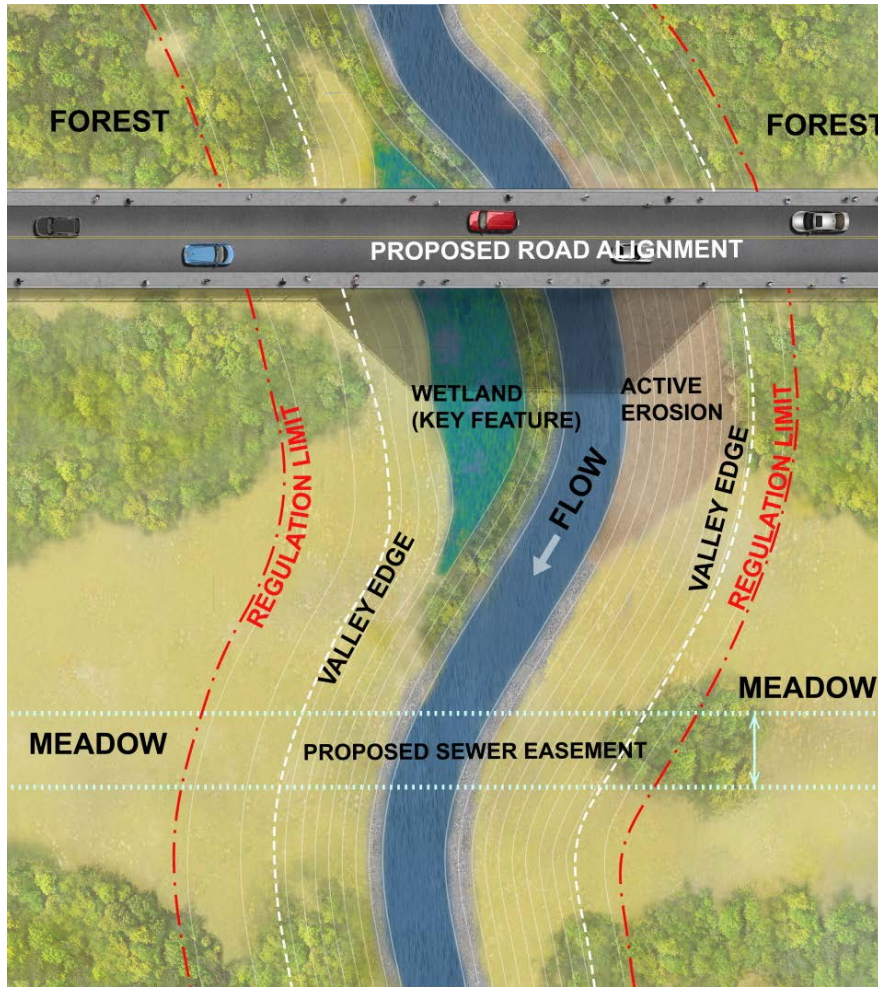 FOREST
FOREST
PROPOSED ROAD ALIGNMENT
WETLAND
(KEY FEATURE)
ACTIVE
EROSION
REGULATION LIMIT
VALLEY EDGE
FLOW
VALLEY EDGE
REGULATION LIMIT
MEADOW
MEADOW
PROPOSED SEWER EASEMENT